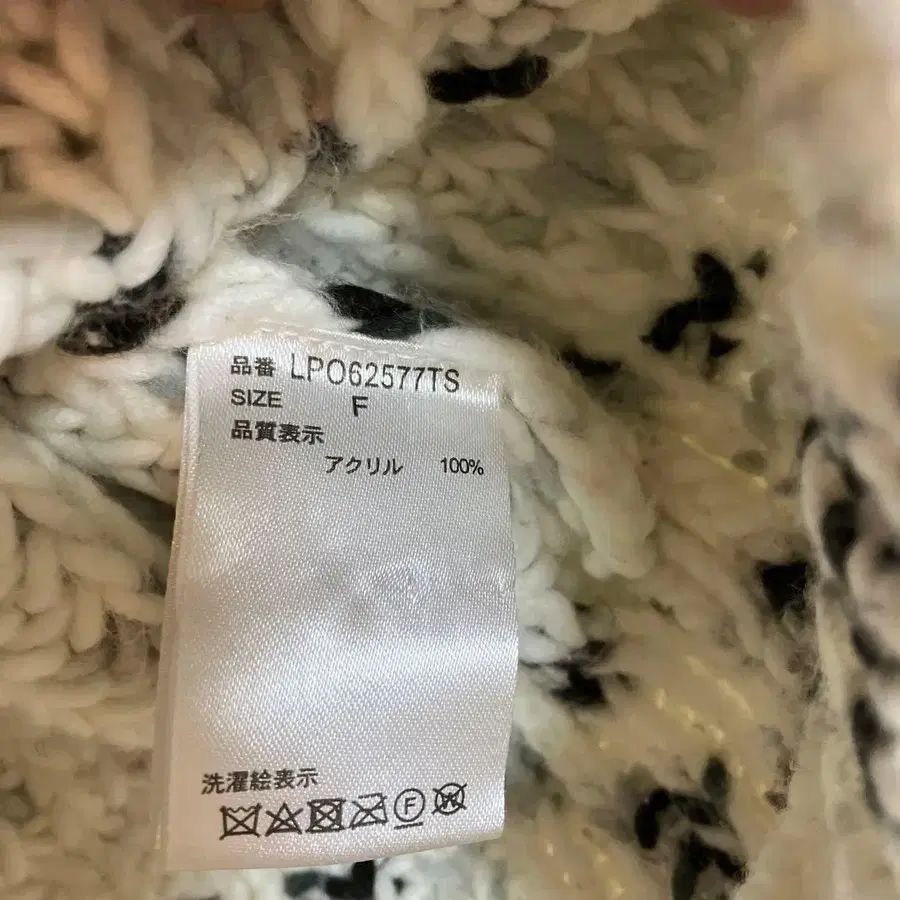 品番 LPO62577TS
SIZE F
品質表示
アクリル 100%
洗濯絵表示
F W